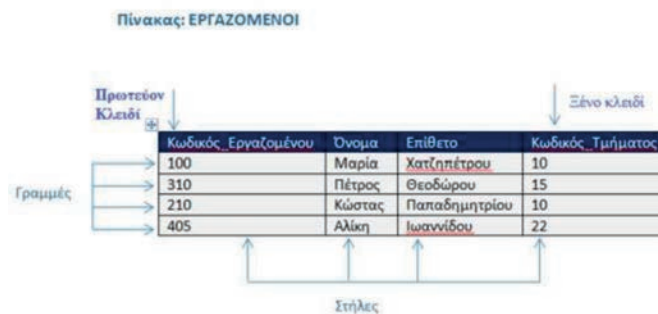 Πίνακας: ΕΡΓΑΖΟΜΕΝΟΙ
Πρωτεύον
Κλειδί
Ξένο κλειδί
Κωδικός_Εργαζομένου Όνομα Επίθετο Κωδικός_Τμήματος
100 Μαρία Χατζηπέτρου 10
310 Πέτρος Θεοδώρου 15
210 Κώστας Παπαδημητρίου 10
405 Αλίκη Ιωαννίδου 22
Γραμμές
Στήλες